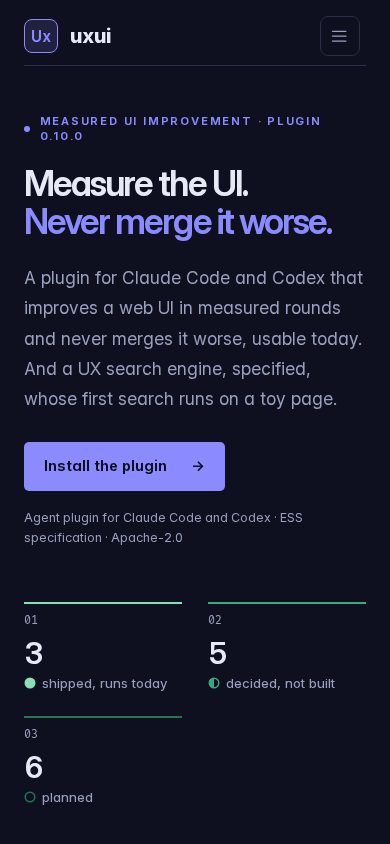 Ux uxui
MEASURED UI IMPROVEMENT · PLUGIN
0.10.0
Measure the UI.
Never merge it worse.
A plugin for Claude Code and Codex that
improves a web UI in measured rounds
and never merges it worse, usable today.
And a UX search engine, specified,
whose first search runs on a toy page.
Install the plugin →
Agent plugin for Claude Code and Codex · ESS
specification · Apache-2.0
01
3
shipped, runs today
02
5
decided, not built
03
6
planned